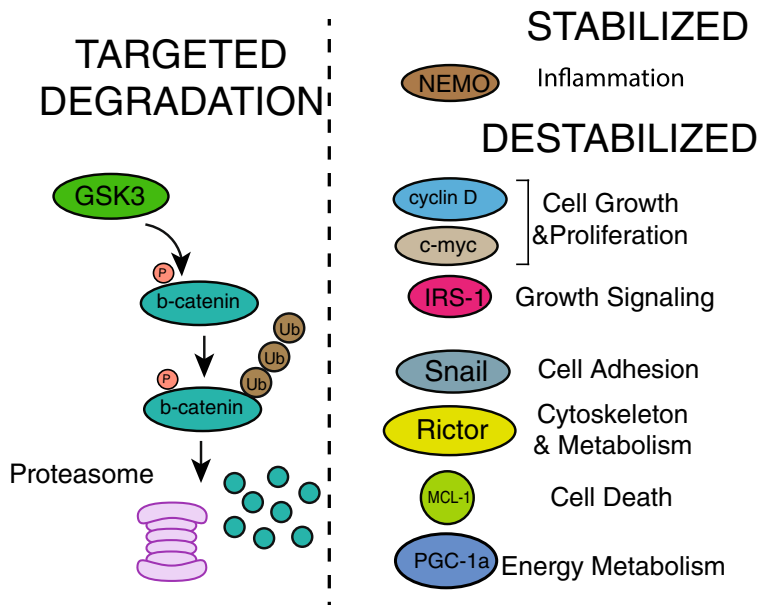 TARGETED
DEGRADATION
GSK3
P
b-catenin
Ub
Ub
Ub
P
b-catenin
Proteasome
STABILIZED
NEMO Inflammation
DESTABILIZED
cyclin D
c-myc
Cell Growth
&Proliferation
IRS-1 Growth Signaling
Snail Cell Adhesion
Rictor Cytoskeleton
& Metabolism
MCL-1 Cell Death
PGC-1a Energy Metabolism